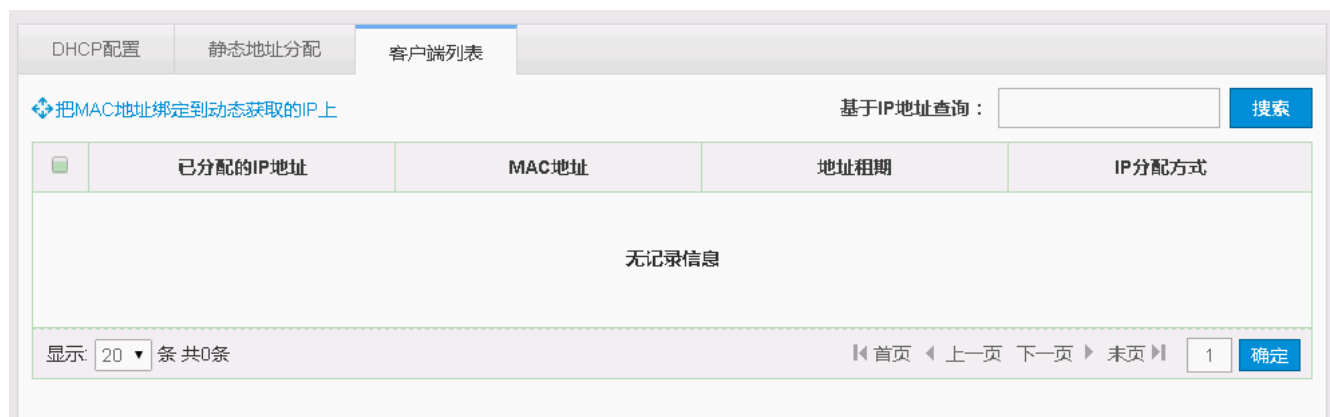 DHCP配置 静态地址分配 客户端列表
把MAC地址绑定到动态获取的IP上 基于IP地址查询： 搜索
已分配的IP地址 MAC地址 地址租期 IP分配方式
无记录信息
显示: 20 条 共0条 首页 上一页 下一页 末页 1 确定